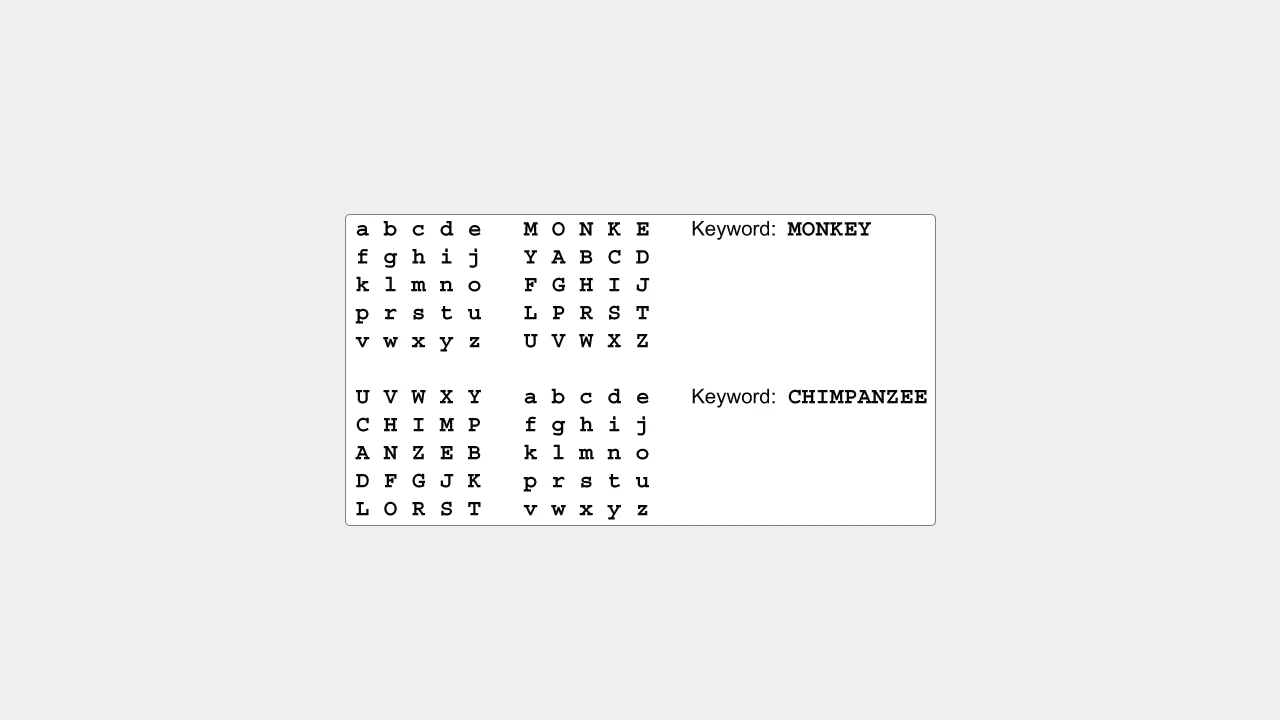 a b c d e M O N K E Keyword: MONKEY
f g h i j Y A B C D
k l m n o F G H I J
p r s t u L P R S T
v w x y z U V W X Z
U V W X Y a b c d e Keyword: CHIMPANZEE
C H I M P f g h i j
A N Z E B k l m n o
D F G J K p r s t u
L O R S T v w x y z